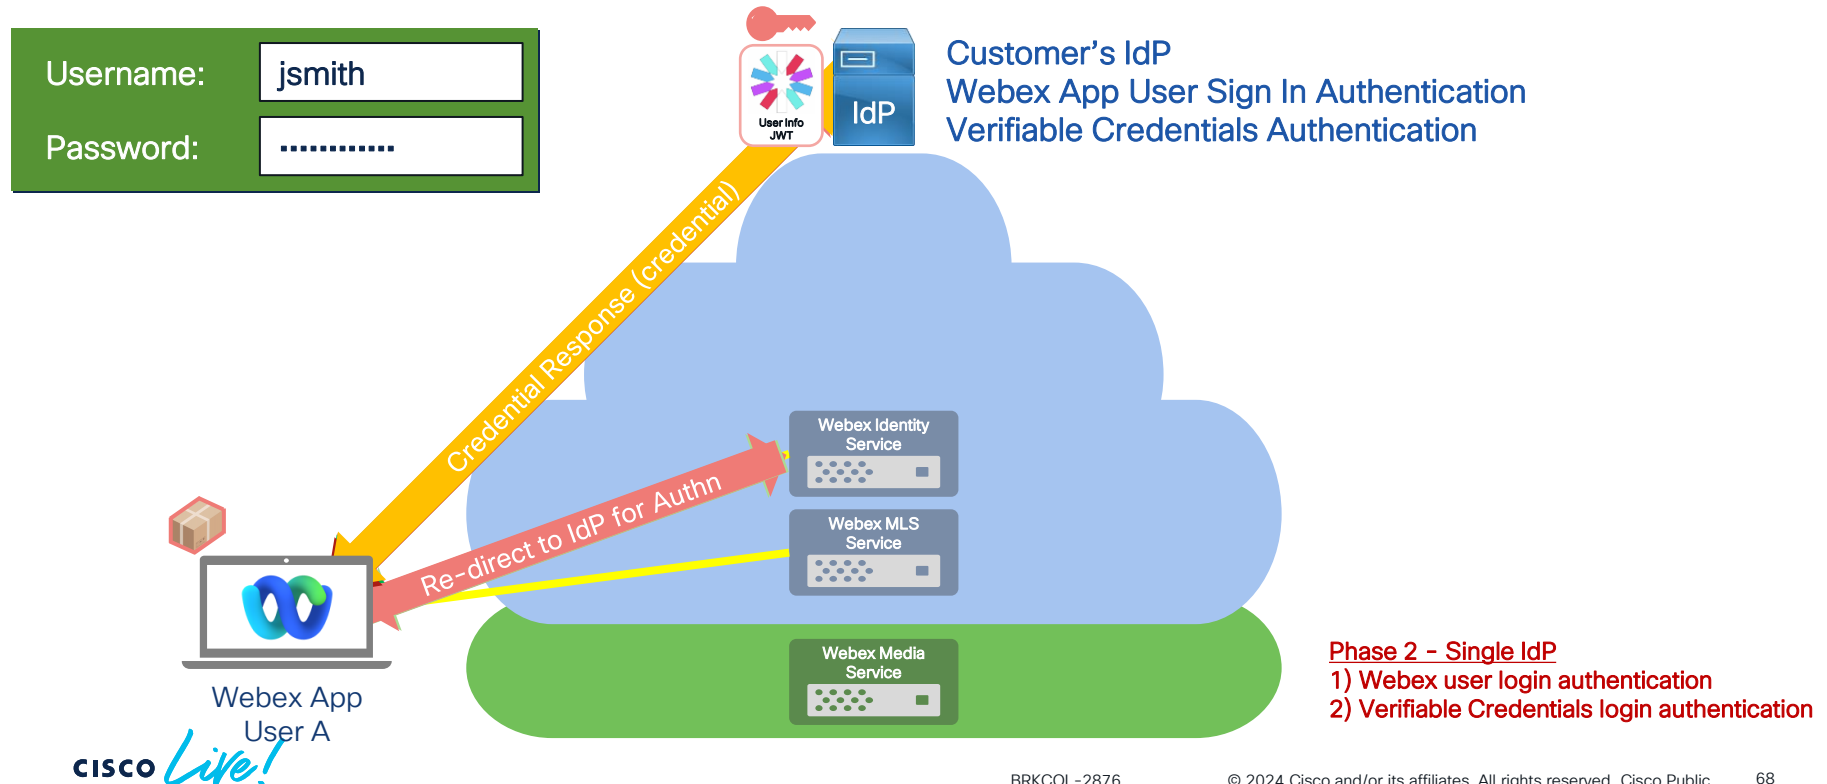 Username: jsmith
Password: ••••••••••••
User Info
JWT
IdP
Customer's IdP
Webex App User Sign In Authentication
Verifiable Credentials Authentication
Credential Response (credential)
Re-direct to IdP for Authn
Webex Identity
Service
Webex MLS
Service
Webex Media
Service
Webex App
User A
Phase 2 - Single IdP
1) Webex user login authentication
2) Verifiable Credentials login authentication
CISCO Live!
BRKCOL-2876
© 2024 Cisco and/or its affiliates. All rights reserved. Cisco Public
68